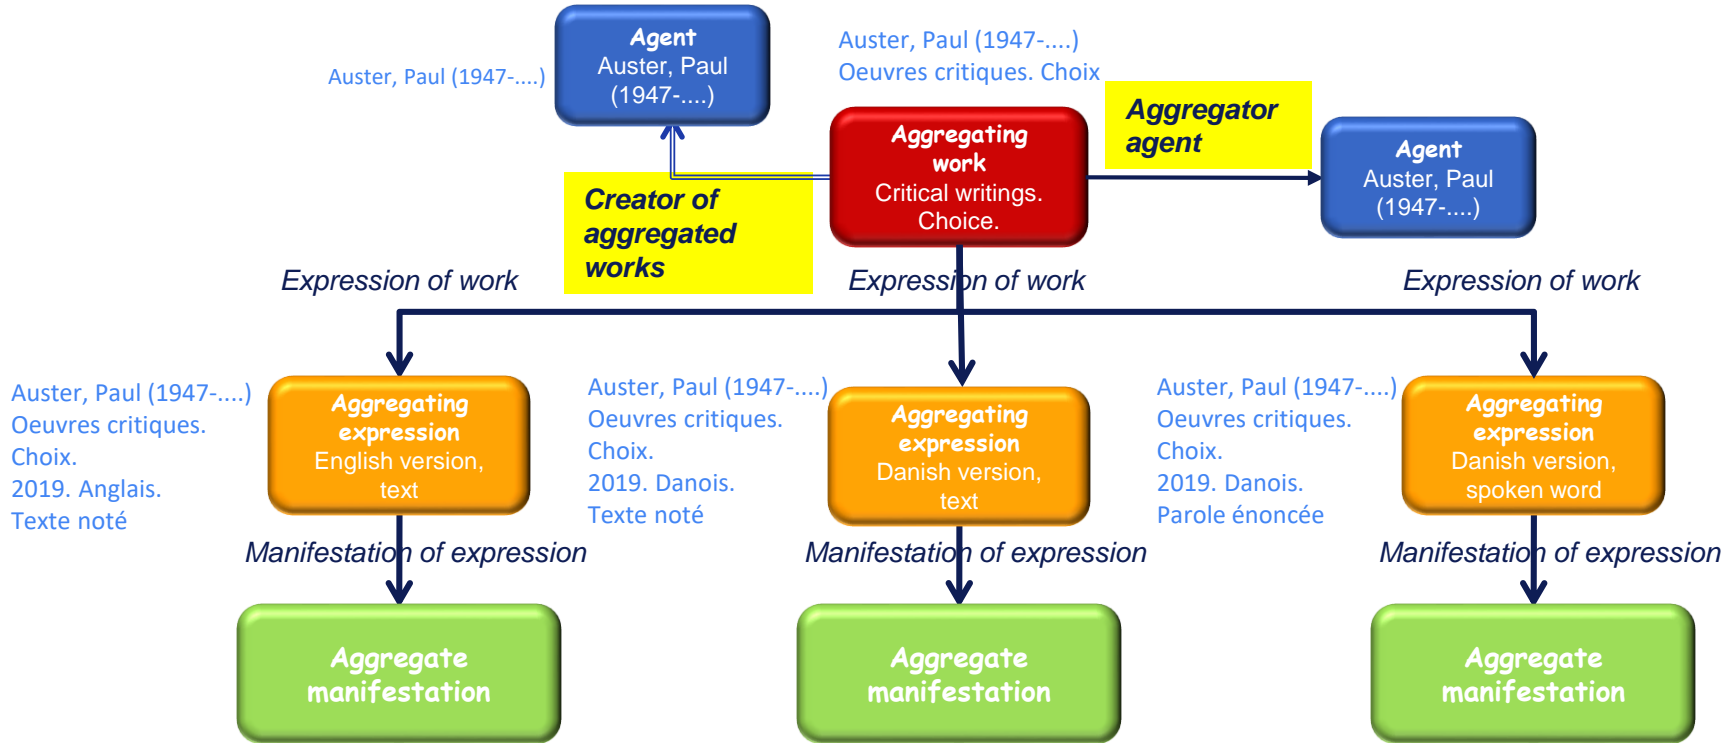 Agent
Auster, Paul
(1947-....)
Auster, Paul (1947-....)
Auster, Paul (1947-....)
Oeuvres critiques. Choix
Aggregator
agent
Aggregating
work
Critical writings.
Choice.
Agent
Auster, Paul
(1947-....)
Creator of
aggregated
works
Expression of work
Expression of work
Expression of work
Auster, Paul (1947-....)
Oeuvres critiques.
Choix.
2019. Anglais.
Texte noté
Aggregating
expression
English version,
text
Auster, Paul (1947-....)
Oeuvres critiques.
Choix.
2019. Danois.
Texte noté
Aggregating
expression
Danish version,
text
Auster, Paul (1947-....)
Oeuvres critiques.
Choix.
2019. Danois.
Parole énoncée
Aggregating
expression
Danish version,
spoken word
Manifestation of expression
Manifestation of expression
Manifestation of expression
Aggregate
manifestation
Aggregate
manifestation
Aggregate
manifestation